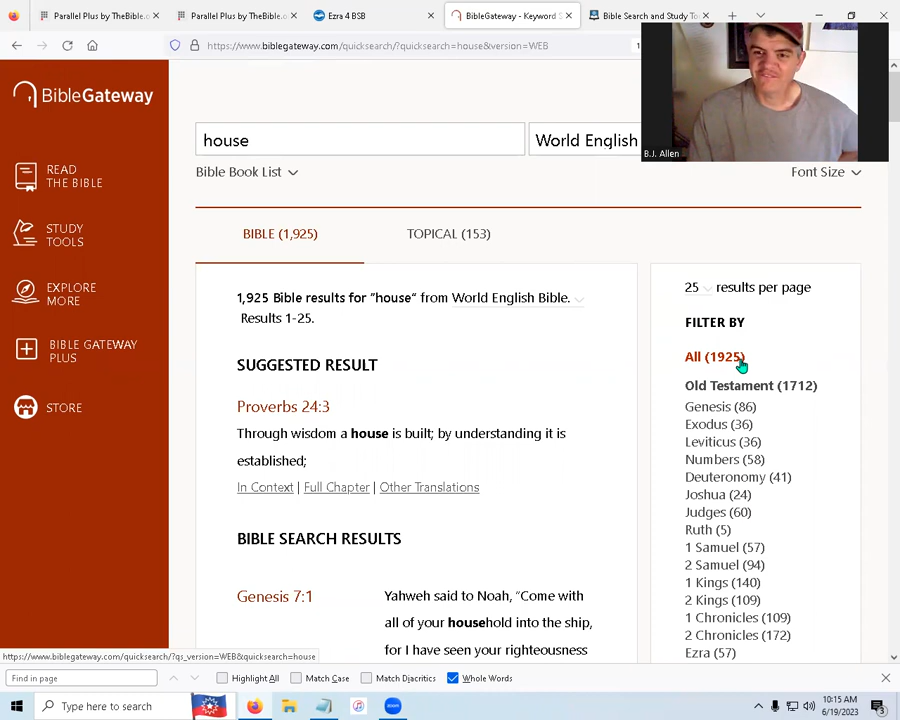 Parallel Plus by TheBible.c
Parallel Plus by TheBible.c
Ezra 4 BSB
BibleGateway - Keyword S
Bible Search and Study To
https://www.biblegateway.com/quicksearch/?quicksearch=house&version=WEB
BibleGateway
READ
THE BIBLE
STUDY
TOOLS
EXPLORE
MORE
BIBLE GATEWAY
PLUS
STORE
house
World English
B.J. Allen
Bible Book List
Font Size
BIBLE (1,925)
TOPICAL (153)
1,925 Bible results for "house" from World English Bible.
Results 1-25.
SUGGESTED RESULT
Proverbs 24:3
Through wisdom a house is built; by understanding it is
established;
In Context | Full Chapter | Other Translations
BIBLE SEARCH RESULTS
Genesis 7:1
Yahweh said to Noah, “Come with
all of your household into the ship,
for I have seen your righteousness
25 results per page
FILTER BY
All (1925)
Old Testament (1712)
Genesis (86)
Exodus (36)
Leviticus (36)
Numbers (58)
Deuteronomy (41)
Joshua (24)
Judges (60)
Ruth (5)
1 Samuel (57)
2 Samuel (94)
1 Kings (140)
2 Kings (109)
1 Chronicles (109)
2 Chronicles (172)
Ezra (57)
https://www.biblegateway.com/quicksearch/?qs_version=WEB&quicksearch=house
Find in page
Highlight All
Match Case
Match Diacritics
Whole Words
Type here to search
10:15 AM
6/19/2023
3